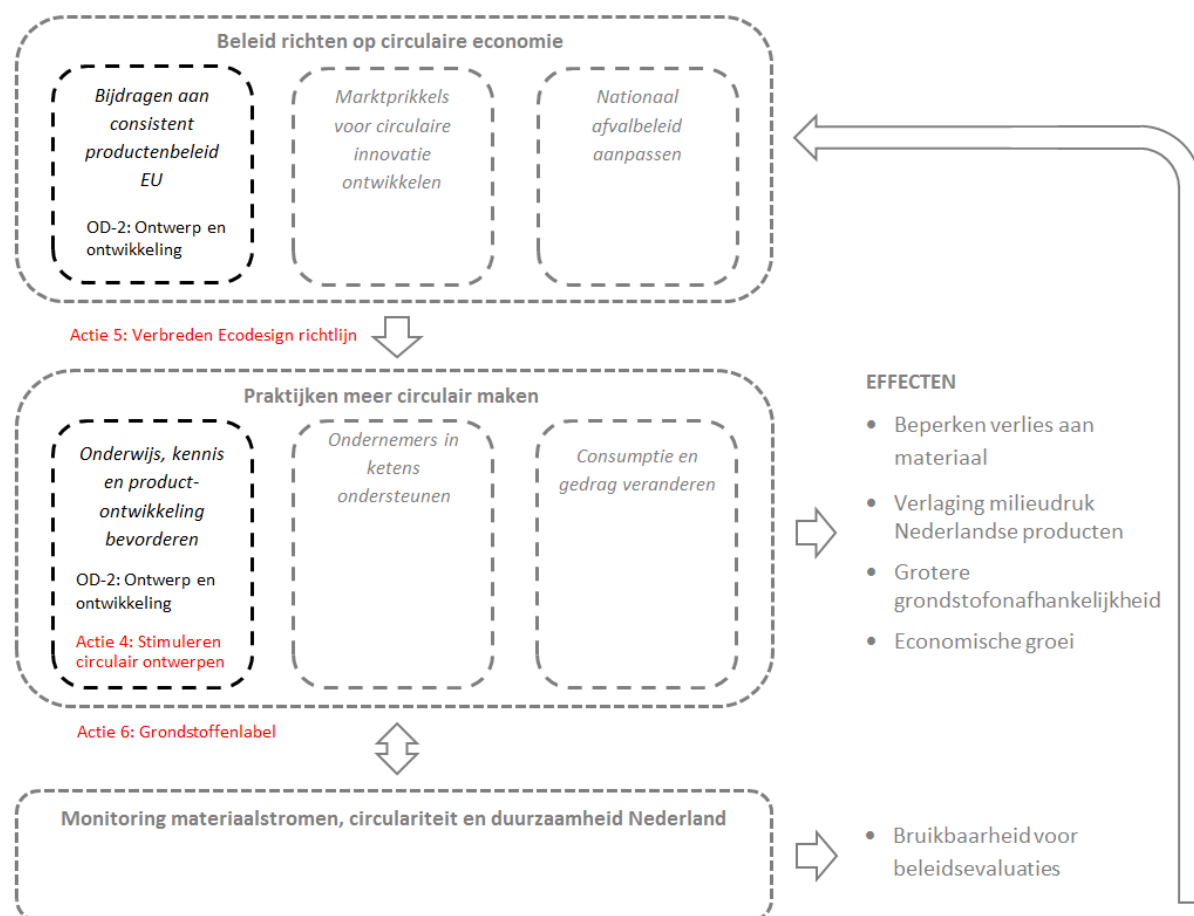 Beleid richten op circulaire economie
Bijdragen aan
consistent
productenbeleid
EU
OD-2: Ontwerp en
ontwikkeling
Marktprikkels
voor circulaire
innovatie
ontwikkelen
Nationaal
afvalbeleid
aanpassen
Actie 5: Verbreden Ecodesign richtlijn
Praktijken meer circulair maken
Onderwijs, kennis
en product-
ontwikkeling
bevorderen
OD-2: Ontwerp en
ontwikkeling
Actie 4: Stimuleren
circulair ontwerpen
Ondernemers in
ketens
ondersteunen
Consumptie en
gedrag veranderen
EFFECTEN
• Beperken verlies aan
materiaal
• Verlaging milieudruk
Nederlandse producten
• Grotere
grondstofonafhankelijkheid
• Economische groei
Actie 6: Grondstoffenlabel
Monitoring materiaalstromen, circulariteit en duurzaamheid Nederland
• Bruikbaarheid voor
beleidsevaluaties